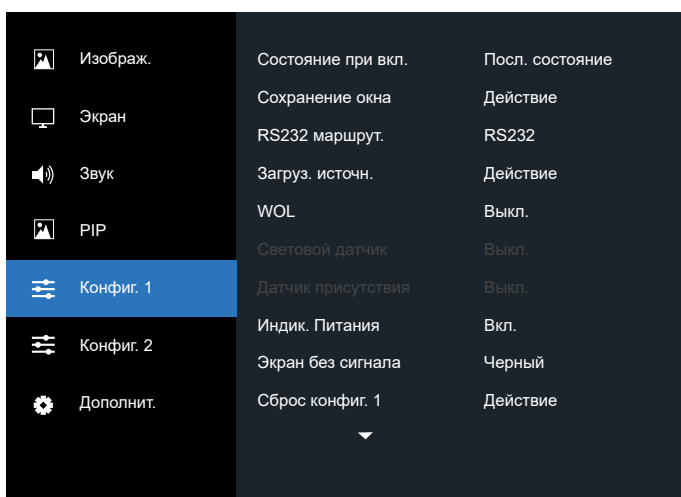 Изображ.
Экран
Звук
PIP
Конфиг. 1
Конфиг. 2
Дополнит.
Состояние при вкл. Посл. состояние
Сохранение окна Действие
RS232 маршрут. RS232
Загруз. источн. Действие
WOL Выкл.
Световой датчик Выкл.
Датчик присутствия Выкл.
Индик. Питания Вкл.
Экран без сигнала Черный
Сброс конфиг. 1 Действие